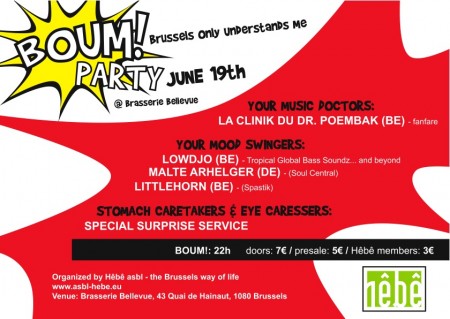 BOUM!
Brussels Only Understands Me
PARTY
JUNE 19th
@ Brasserie Bellevue
YOUR MUSIC DOCTORS:
LA CLINIK DU DR. POEMBAK (BE) - fanfare
YOUR MOOD SWINGERS:
LOWDJO (BE) - Tropical Global Bass Soundz... and beyond
MALTE ARHELGER (DE) - (Soul Central)
LITTLEHORN (BE) - (Spastik)
STOMACH CARETAKERS & EYE CARESSERS:
SPECIAL SURPRISE SERVICE
BOUM!: 22h doors: 7€ / presale: 5€ / Hêbê members: 3€
Organized by Hêbê asbl - the Brussels way of life
www.asbl-hebe.eu
Venue: Brasserie Bellevue, 43 Quai de Hainaut, 1080 Brussels
hêbê